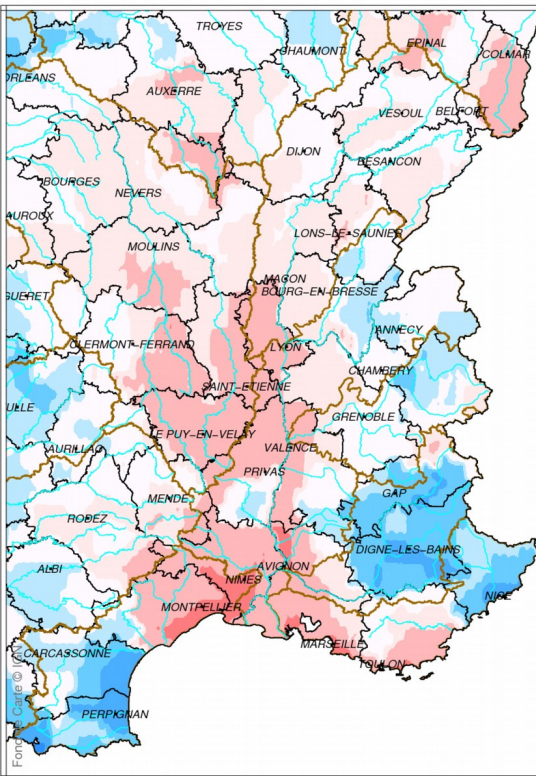 TROYES
CHAUMONT
EPINAL
COLMAR
ORLEANS
AUXERRE
VESOUL
BELFORT
DIJON
BESANCON
BOURGES
NEVERS
AUROUX
MOULINS
LONS-LE-SAUNIER
MACON
BOURG-EN-BRESSE
GUERET
ANNECY
CLERMONT-FERRAND
LYON
CHAMBERY
SAINT-ETIENNE
ULLE
GRENOBLE
LE PUY-EN-VELAY
AURILLAC
VALENCE
PRIVAS
MENDE
GAP
RODEZ
DIGNE-LES-BAINS
ALBI
AVIGNON
NIMES
NICE
MONTPELLIER
MARSEILLE
CARCASSONNE
TOULON
PERPIGNAN
Fond de Carte © IGN